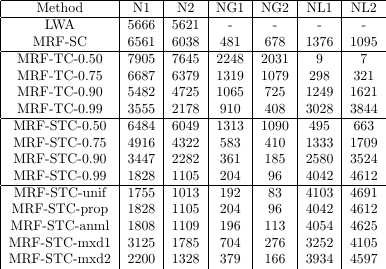 Method N1 N2 NG1 NG2 NL1 NL2
LWA 5666 5621 - - - -
MRF-SC 6561 6038 481 678 1376 1095
MRF-TC-0.50 7905 7645 2248 2031 9 7
MRF-TC-0.75 6687 6379 1319 1079 298 321
MRF-TC-0.90 5482 4725 1065 725 1249 1621
MRF-TC-0.99 3555 2178 910 408 3028 3844
MRF-STC-0.50 6484 6049 1313 1090 495 663
MRF-STC-0.75 4916 4322 583 410 1333 1709
MRF-STC-0.90 3447 2282 361 185 2580 3524
MRF-STC-0.99 1828 1105 204 96 4042 4612
MRF-STC-unif 1755 1013 192 83 4103 4691
MRF-STC-prop 1828 1105 204 96 4042 4612
MRF-STC-anml 1808 1109 196 113 4054 4625
MRF-STC-mxd1 3125 1785 704 276 3252 4105
MRF-STC-mxd2 2200 1328 379 166 3934 4597